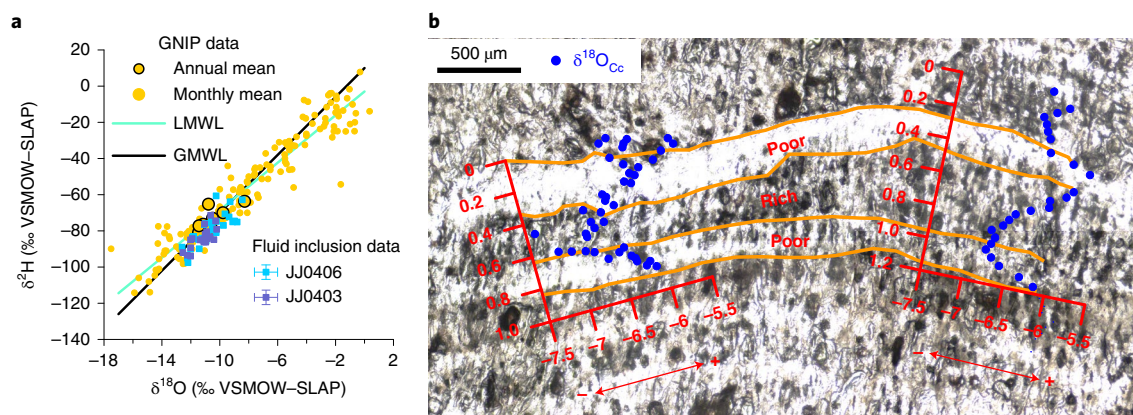 a
GNIP data
Annual mean
Monthly mean
LMWL
GMWL
20
0
−20
−40
−60
−80
−100
−120
−140
δ²H (‰ VSMOW–SLAP)
Fluid inclusion data
JJ0406
JJ0403
−18
−14
−10
−6
−2
2
δ¹⁸O (‰ VSMOW–SLAP)
b
500 μm
δ¹⁸O_Cc
0
0.2
0.4
0.6
0.8
1.0
−7.5
−7
−6.5
−6
−5.5
− +
Poor
Rich
Poor
0
0.2
0.4
0.6
0.8
1.0
1.2
−7.5
−7
−6.5
−6
−5.5
− +